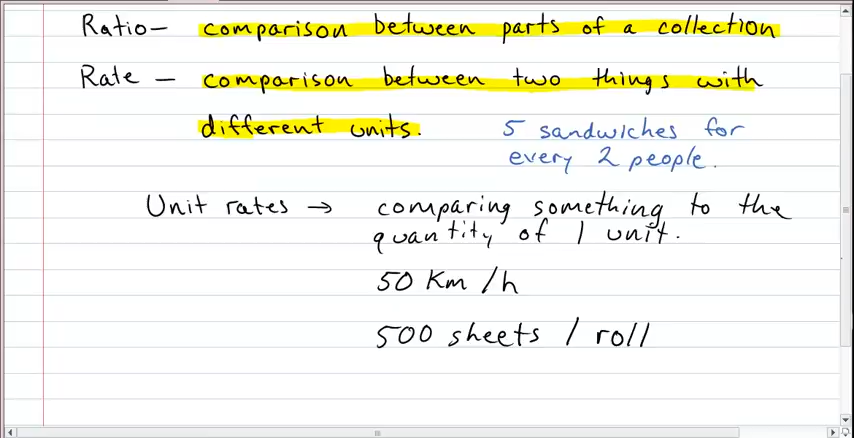 Ratio— comparison between parts of a collection
Rate — comparison between two things with
different units.
5 sandwiches for
every 2 people.
Unit rates → comparing something to the
quantity of 1 unit.
50 Km/h
500 sheets / roll